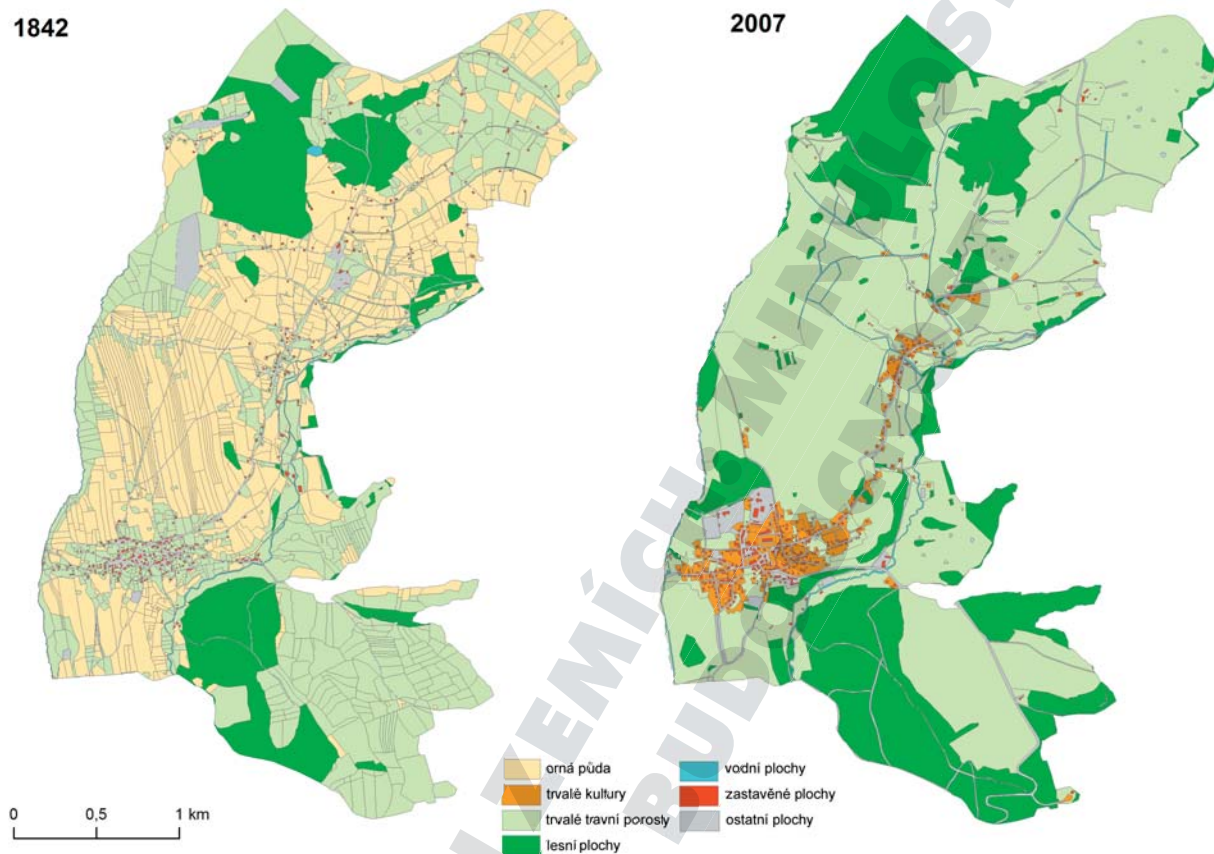 1842
2007
0 0,5 1 km
orná půda
trvalé kultury
trvalé travní porosly
lesní plochy
vodní plochy
zastavěné plochy
ostatní plochy